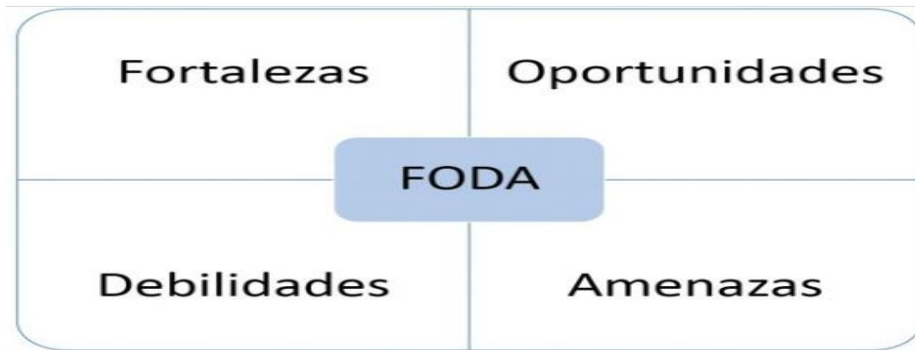 Fortalezas
Oportunidades
FODA
Debilidades
Amenazas